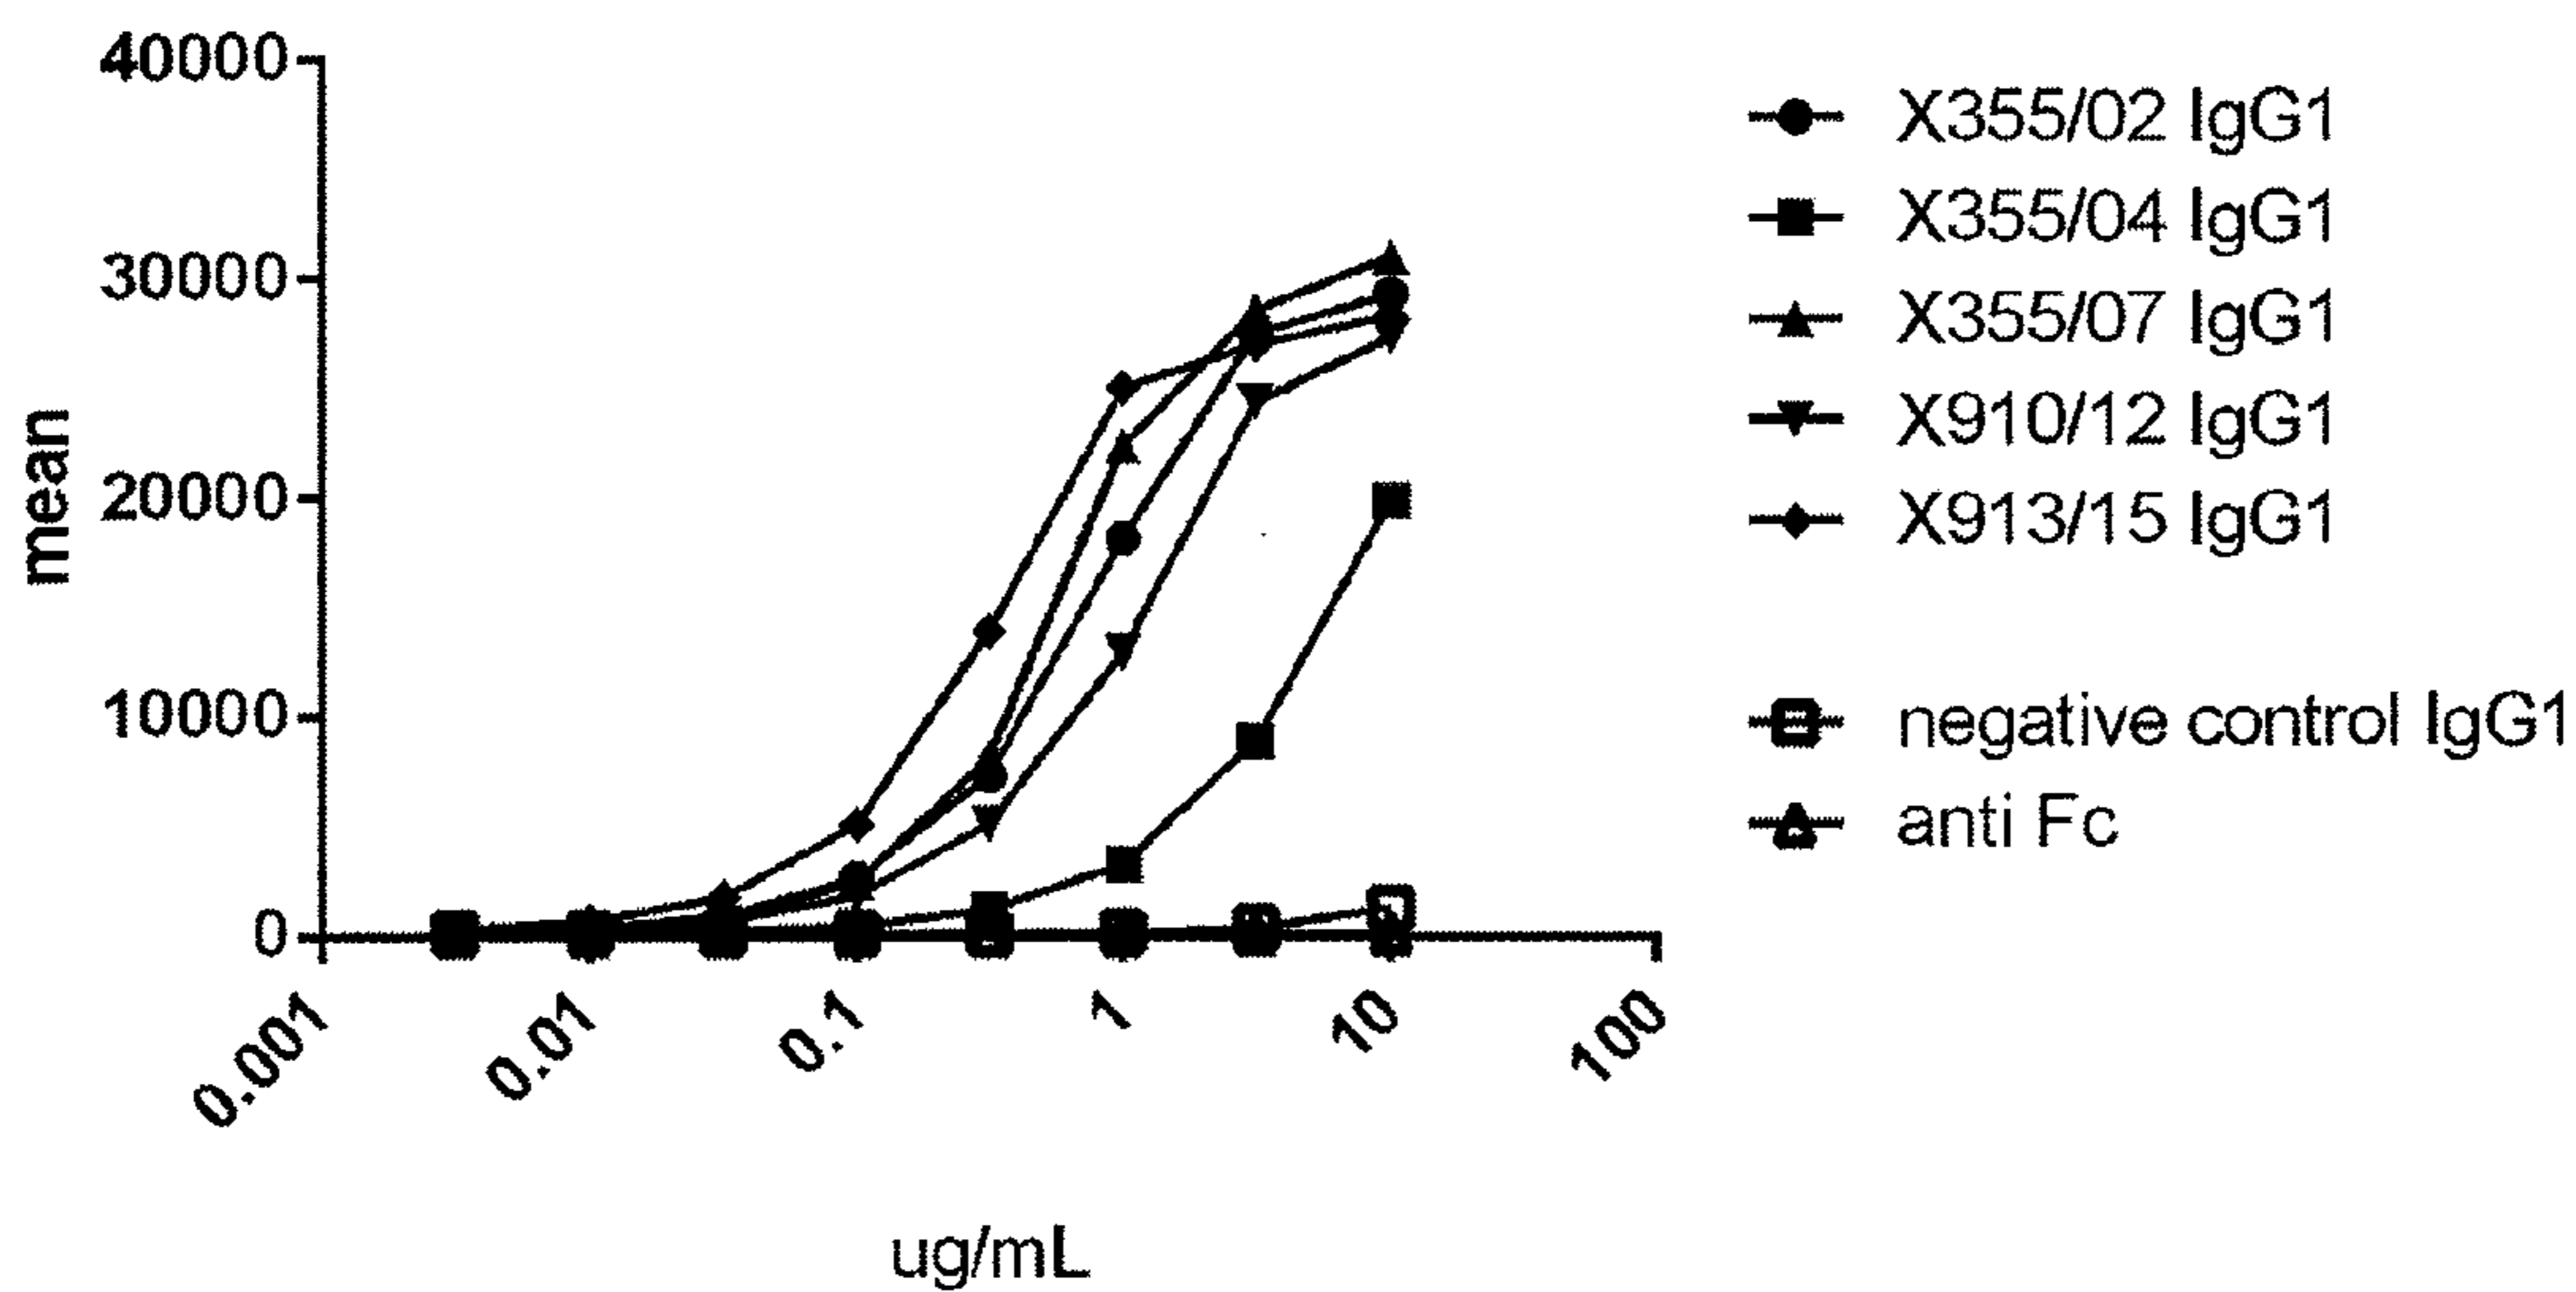 40000
30000
20000
10000
0
mean
0.001
0.01
0.1
1
10
100
ug/mL
X355/02 IgG1
X355/04 IgG1
X355/07 IgG1
X910/12 IgG1
X913/15 IgG1
negative control IgG1
anti Fc